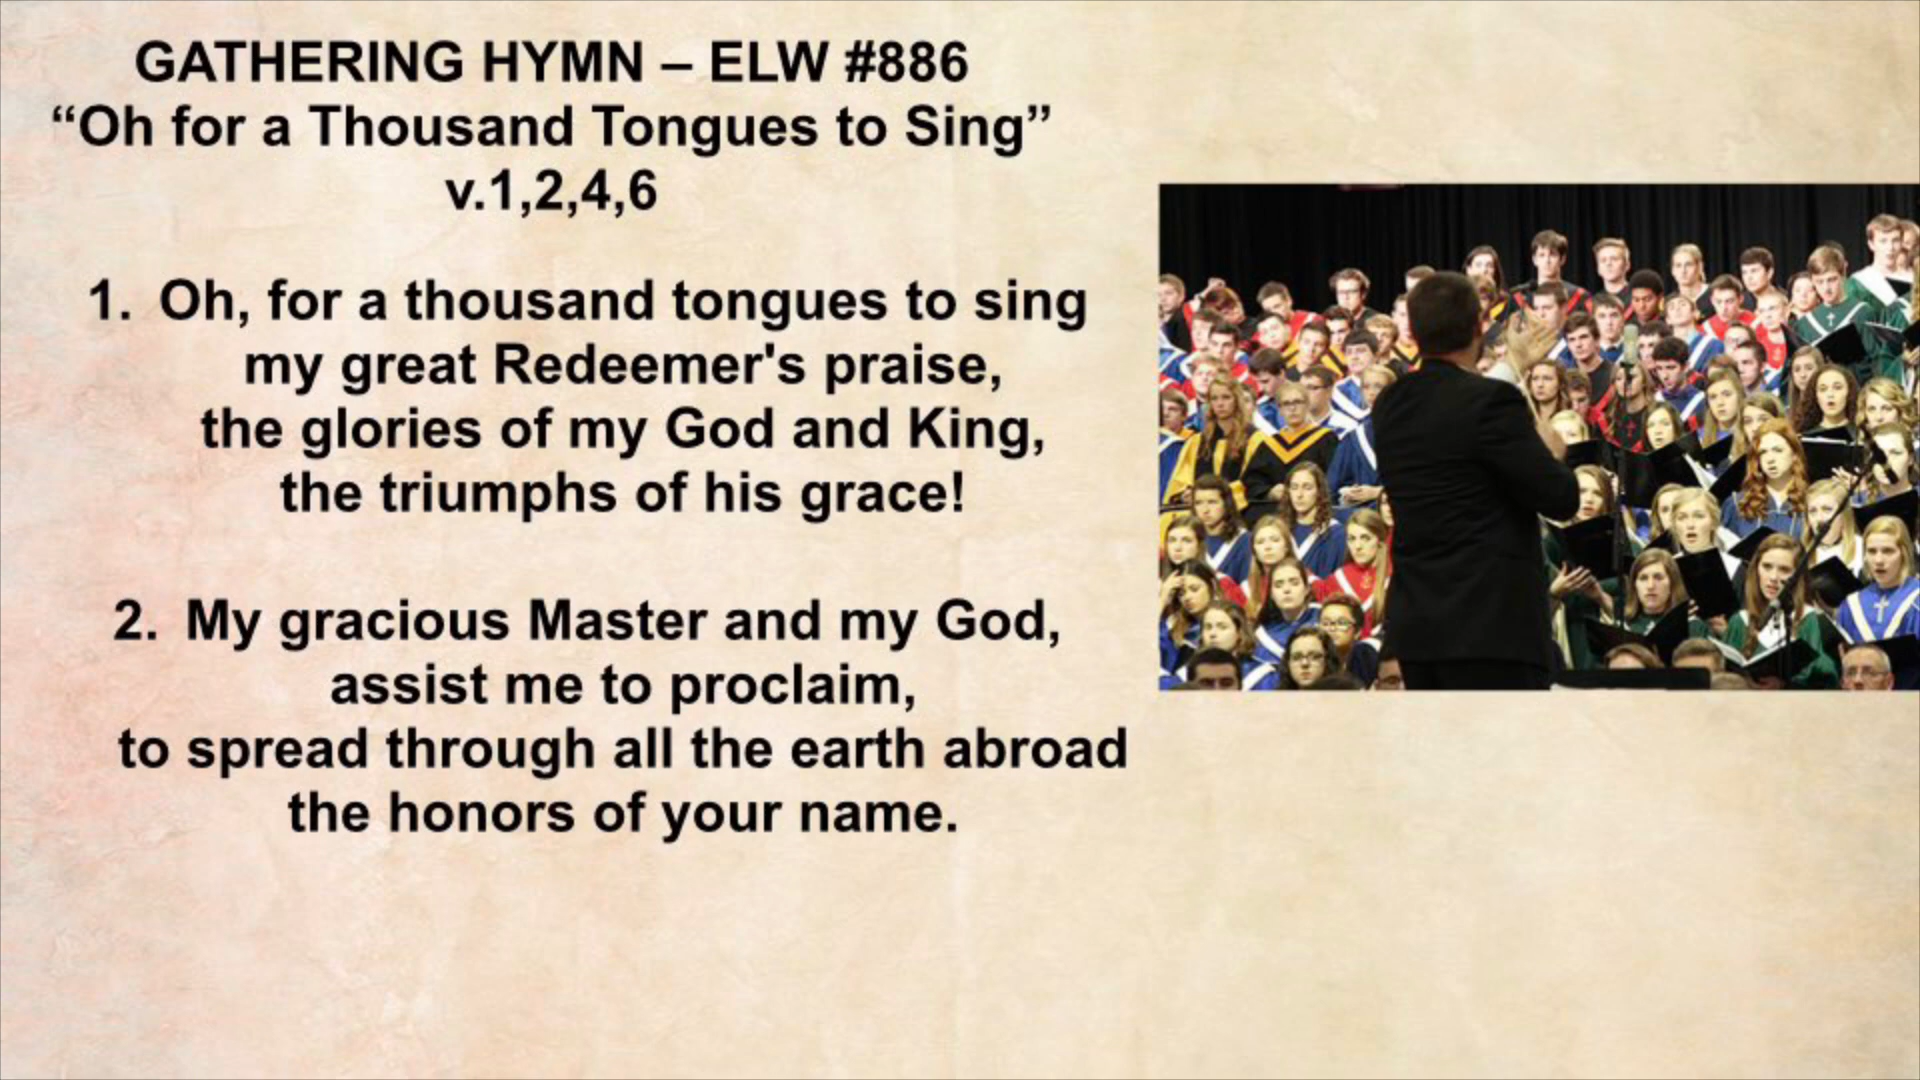 GATHERING HYMN – ELW #886
“Oh for a Thousand Tongues to Sing”
v.1,2,4,6
1. Oh, for a thousand tongues to sing
my great Redeemer's praise,
the glories of my God and King,
the triumphs of his grace!
2. My gracious Master and my God,
assist me to proclaim,
to spread through all the earth abroad
the honors of your name.